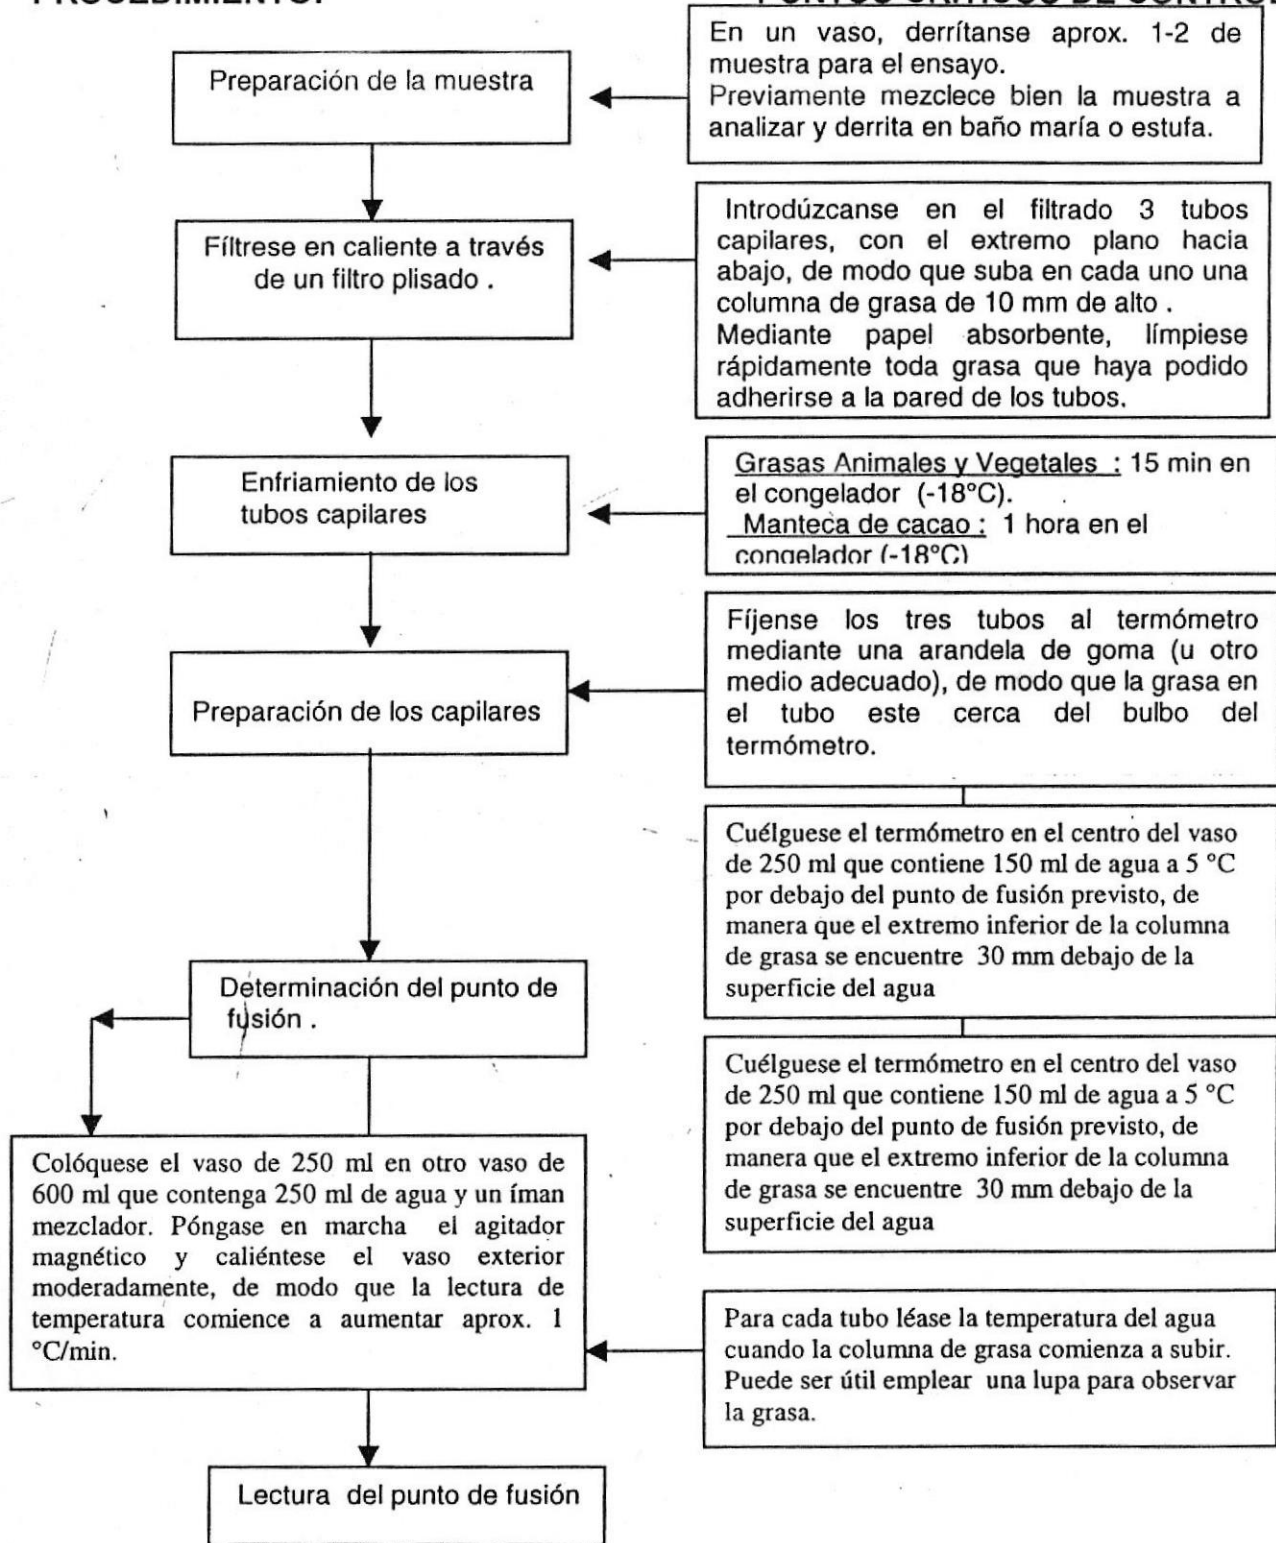 PROCEDIMIENTO:
PUNTOS CRITICOS DE CONTROL
Preparación de la muestra
En un vaso, derrítanse aprox. 1-2 de
muestra para el ensayo.
Previamente mezclece bien la muestra a
analizar y derrita en baño maría o estufa.
Fíltrese en caliente a través
de un filtro plisado .
Introdúzcanse en el filtrado 3 tubos
capilares, con el extremo plano hacia
abajo, de modo que suba en cada uno una
columna de grasa de 10 mm de alto .
Mediante papel absorbente, límpiese
rápidamente toda grasa que haya podido
adherirse a la pared de los tubos.
Enfriamiento de los
tubos capilares
Grasas Animales y Vegetales : 15 min en
el congelador (-18°C).
Manteca de cacao : 1 hora en el
congelador (-18°C)
Preparación de los capilares
Fíjense los tres tubos al termómetro
mediante una arandela de goma (u otro
medio adecuado), de modo que la grasa en
el tubo este cerca del bulbo del
termómetro.
Cuélguese el termómetro en el centro del vaso
de 250 ml que contiene 150 ml de agua a 5 °C
por debajo del punto de fusión previsto, de
manera que el extremo inferior de la columna
de grasa se encuentre 30 mm debajo de la
superficie del agua
Determinación del punto de
fusión .
Cuélguese el termómetro en el centro del vaso
de 250 ml que contiene 150 ml de agua a 5 °C
por debajo del punto de fusión previsto, de
manera que el extremo inferior de la columna
de grasa se encuentre 30 mm debajo de la
superficie del agua
Colóquese el vaso de 250 ml en otro vaso de
600 ml que contenga 250 ml de agua y un íman
mezclador. Póngase en marcha el agitador
magnético y caliéntese el vaso exterior
moderadamente, de modo que la lectura de
temperatura comience a aumentar aprox. 1
°C/min.
Para cada tubo léase la temperatura del agua
cuando la columna de grasa comienza a subir.
Puede ser útil emplear una lupa para observar
la grasa.
Lectura del punto de fusión